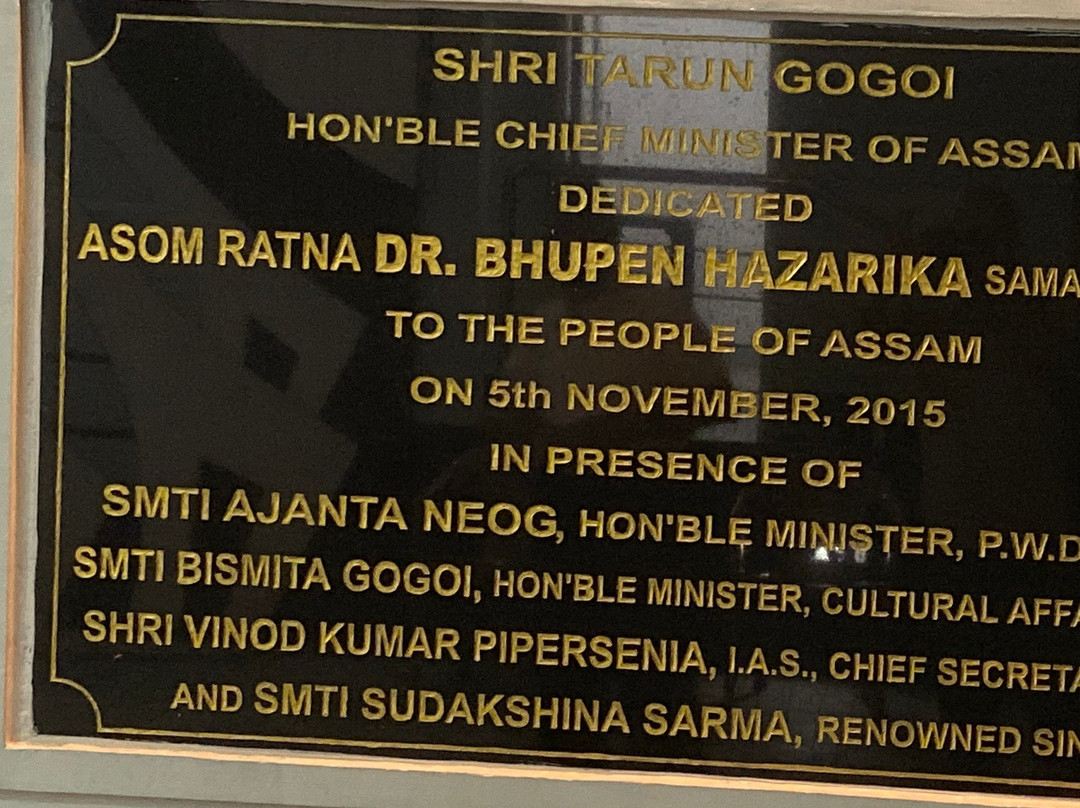 SHRI TARUN GOGOI
HON'BLE CHIEF MINISTER OF ASSAM
DEDICATED
ASOM RATNA DR. BHUPEN HAZARIKA SAMA
TO THE PEOPLE OF ASSAM
ON 5th NOVEMBER, 2015
IN PRESENCE OF
SMTI AJANTA NEOG, HON'BLE MINISTER, P.W.D
SMTI BISMITA GOGOI, HON'BLE MINISTER, CULTURAL AFFA
SHRI VINOD KUMAR PIPERSENIA, I.A.S., CHIEF SECRETA
AND SMTI SUDAKSHINA SARMA, RENOWNED SIN